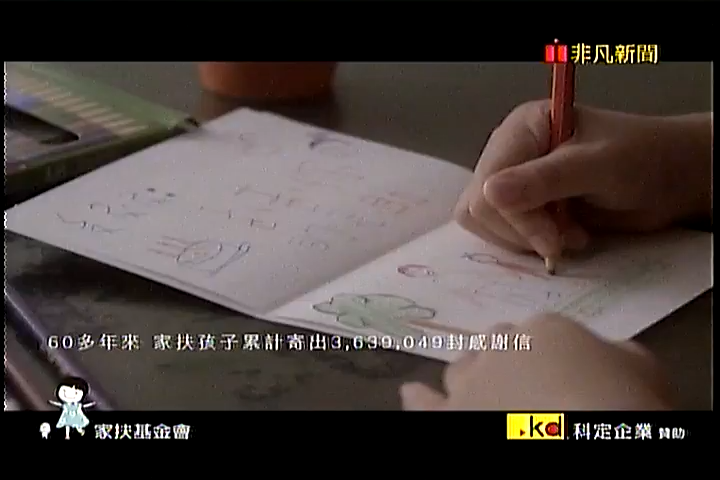 非凡新聞
60多年來 家扶孩子累計寄出3,639,049封感謝信
家扶基金會
kd 科定企業 贊助